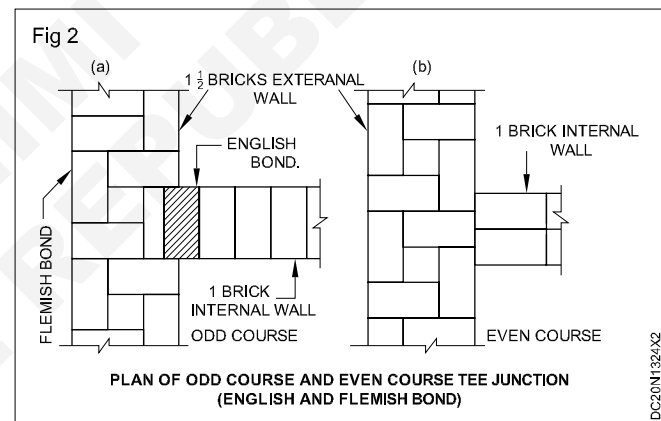 Fig 2
(a)
1 1/2 BRICKS EXTERANAL
WALL
(b)
ENGLISH
BOND.
1 BRICK INTERNAL
WALL
FLEMISH BOND
1 BRICK
INTERNAL WALL
ODD COURSE
EVEN COURSE
PLAN OF ODD COURSE AND EVEN COURSE TEE JUNCTION
(ENGLISH AND FLEMISH BOND)
DC20N1324X2